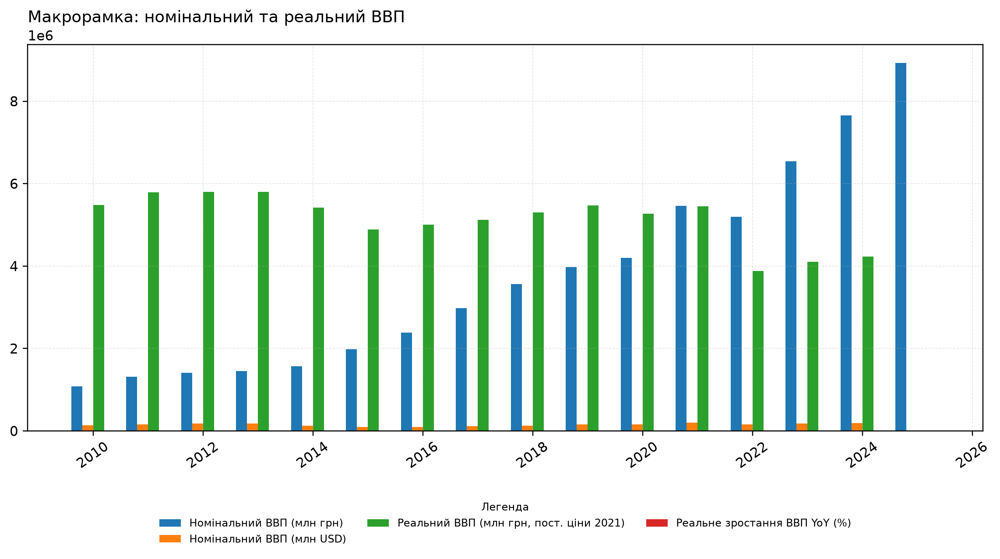 Макрорамка: номінальний та реальний ВВП
1e6
8
6
4
2
0
2010 2012 2014 2016 2018 2020 2022 2024 2026
Легенда
Номінальний ВВП (млн грн) Реальний ВВП (млн грн, пост. ціни 2021) Реальне зростання ВВП YoY (%)
Номінальний ВВП (млн USD)